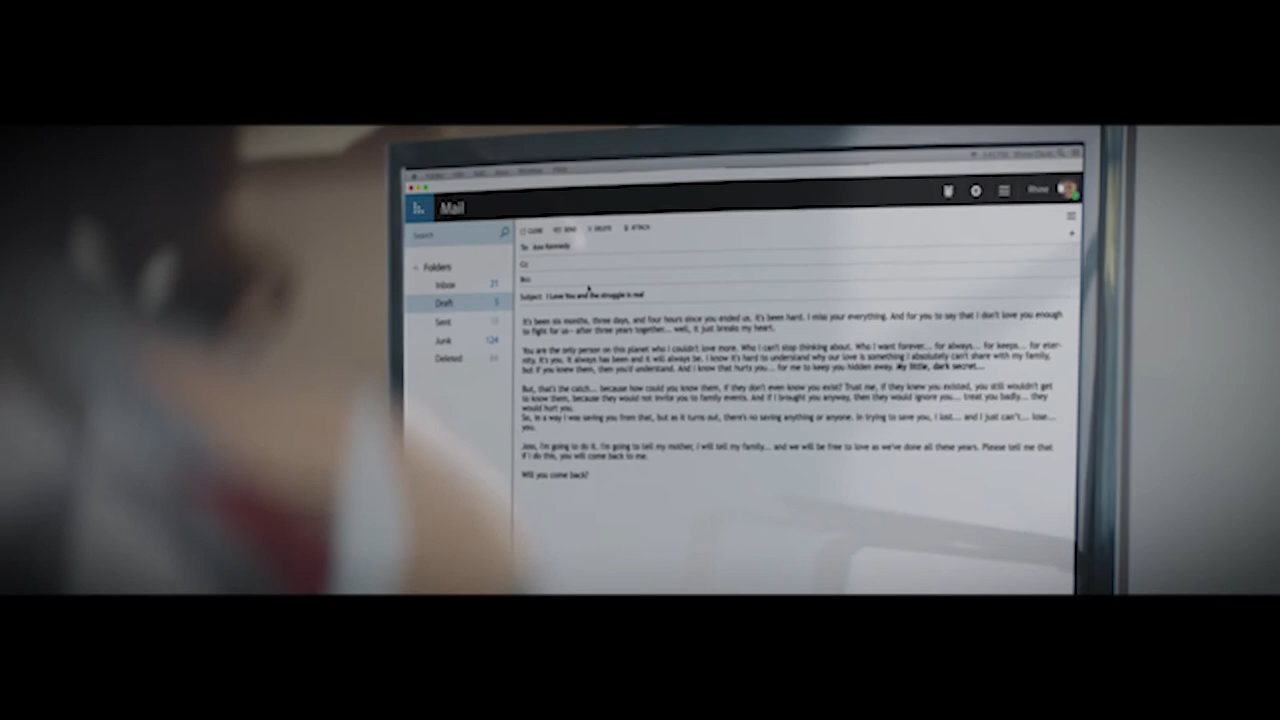 Mail
Rhow
Search
Folders
Inbox 21
Draft 5
Sent
Junk 124
Deleted
CLOSE SEND DELETE ATTACH
To: Kennedy
Cc:
Bcc:
Subject: I Love You and the struggle is real
It's been six months, three days, and four hours since you ended us. It's been hard. I miss your everything. And for you to say that I don't love you enough
to fight for us- after three years together... well, it just breaks my heart.
You are the only person on this planet who I couldn't love more. Who I can't stop thinking about. Who I want forever... for always... for keeps... for eter-
nity. It's you. It always has been and it will always be. I know it's hard to understand why our love is something I absolutely can't share with my family,
but if you knew them, then you'd understand. And I know that hurts you... for me to keep you hidden away. My little, dark secret...
But, that's the catch... because how could you know them, if they don't even know you exist? Trust me, if they knew you existed, you still wouldn't get
to know them, because they would not invite you to family events. And if I brought you anyway, then they would ignore you... treat you badly... they
would hurt you.
So, in a way I was saving you from that, but as it turns out, there's no saving anything or anyone. In trying to save you, I lost... and I just can't... lose...
you.
Jess, I'm going to do it. I'm going to tell my mother, I will tell my family... and we will be free to love as we've done all these years. Please tell me that
if I do this, you will come back to me.
Will you come back?